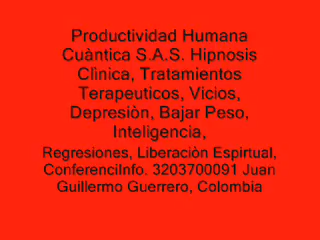 Productividad Humana
Cuàntica S.A.S. Hipnosis
Clìnica, Tratamientos
Terapeuticos, Vicios,
Depresiòn, Bajar Peso,
Inteligencia,
Regresiones, Liberaciòn Espirtual,
ConferenciInfo. 3203700091 Juan
Guillermo Guerrero, Colombia